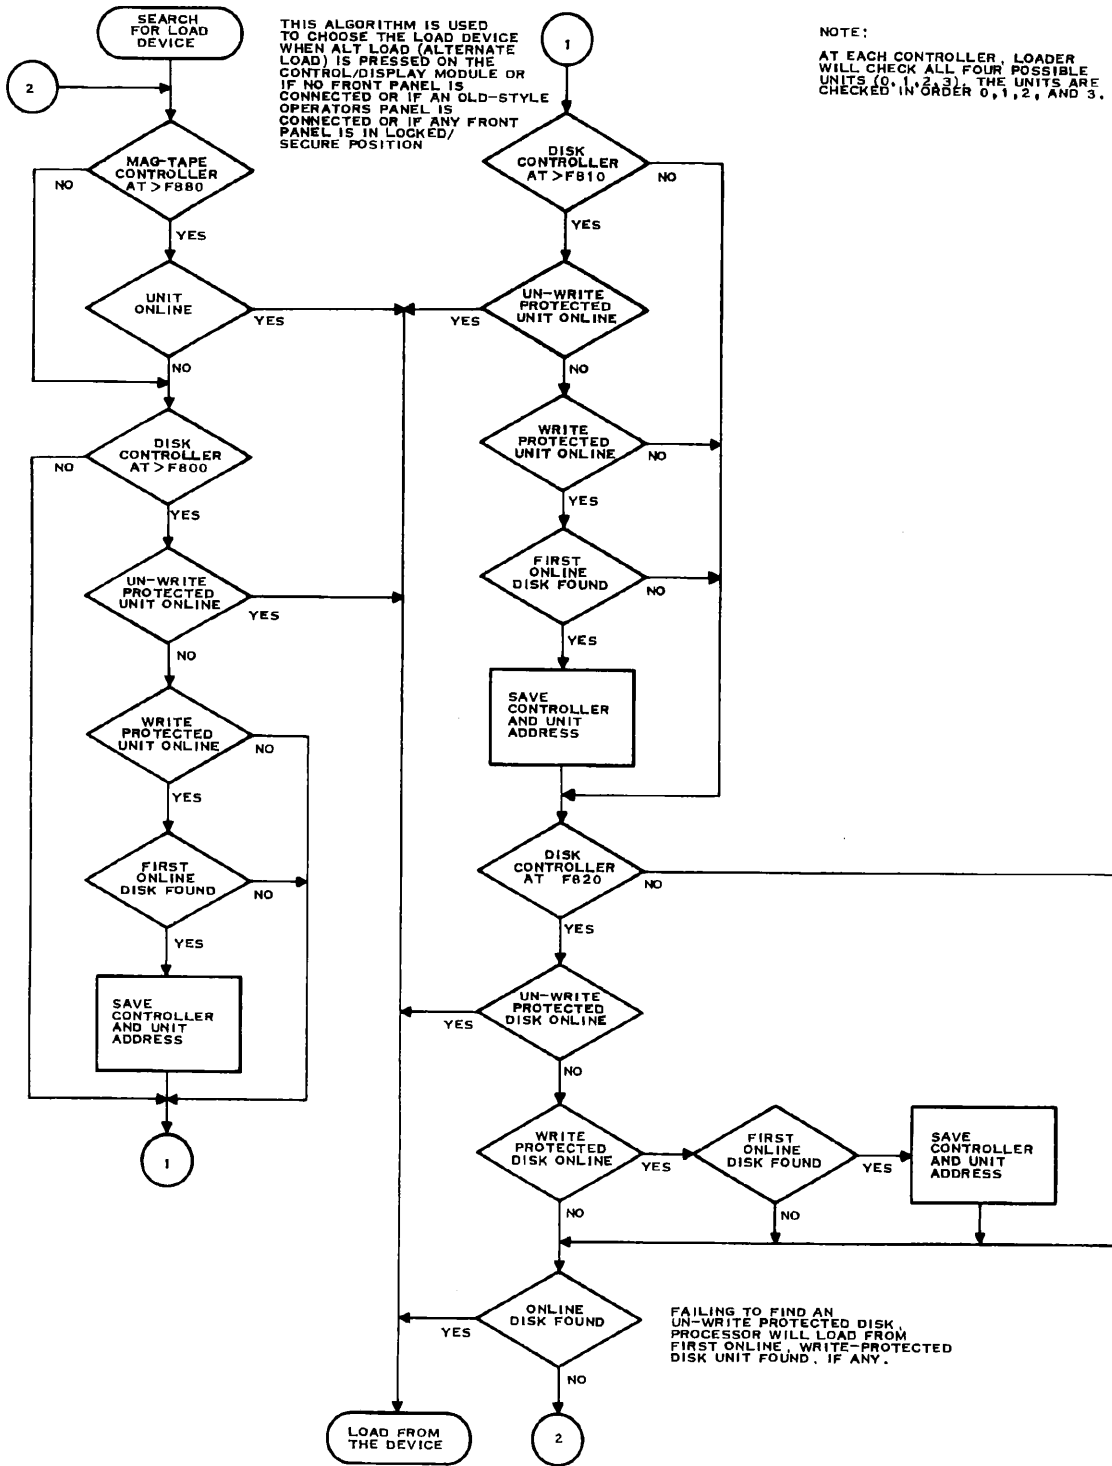 SEARCH
FOR LOAD
DEVICE
2
THIS ALGORITHM IS USED
TO CHOOSE THE LOAD DEVICE
WHEN ALT LOAD (ALTERNATE
LOAD) IS PRESSED ON THE
CONTROL/DISPLAY MODULE OR
IF NO FRONT PANEL IS
CONNECTED OR IF AN OLD-STYLE
OPERATORS PANEL IS
CONNECTED OR IF ANY FRONT
PANEL IS IN LOCKED/
SECURE POSITION
MAG-TAPE
CONTROLLER
AT >F880
NO
YES
UNIT
ONLINE
YES
NO
DISK
CONTROLLER
AT >F800
NO
YES
UN-WRITE
PROTECTED
UNIT ONLINE
YES
NO
WRITE
PROTECTED
UNIT ONLINE
NO
YES
FIRST
ONLINE
DISK FOUND
NO
YES
SAVE
CONTROLLER
AND UNIT
ADDRESS
1
1
NOTE:
AT EACH CONTROLLER, LOADER
WILL CHECK ALL FOUR POSSIBLE
UNITS (0,1,2,3). THE UNITS ARE
CHECKED IN ORDER 0,1,2, AND 3.
DISK
CONTROLLER
AT >F810
NO
YES
UN-WRITE
PROTECTED
UNIT ONLINE
YES
NO
WRITE
PROTECTED
UNIT ONLINE
NO
YES
FIRST
ONLINE
DISK FOUND
NO
YES
SAVE
CONTROLLER
AND UNIT
ADDRESS
DISK
CONTROLLER
AT F820
NO
YES
UN-WRITE
PROTECTED
DISK ONLINE
YES
NO
WRITE
PROTECTED
DISK ONLINE
YES
NO
FIRST
ONLINE
DISK FOUND
YES
NO
SAVE
CONTROLLER
AND UNIT
ADDRESS
ONLINE
DISK FOUND
YES
NO
FAILING TO FIND AN
UN-WRITE PROTECTED DISK,
PROCESSOR WILL LOAD FROM
FIRST ONLINE, WRITE-PROTECTED
DISK UNIT FOUND, IF ANY.
LOAD FROM
THE DEVICE
2